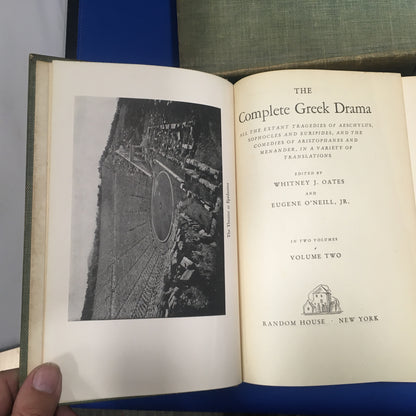 The Theatre at Epidaurus
THE
Complete Greek Drama
ALL THE EXTANT TRAGEDIES OF AESCHYLUS,
SOPHOCLES AND EURIPIDES, AND THE
COMEDIES OF ARISTOPHANES AND
MENANDER, IN A VARIETY OF
TRANSLATIONS
EDITED BY
WHITNEY J. OATES
AND
EUGENE O'NEILL, JR.
IN TWO VOLUMES
VOLUME TWO
RANDOM HOUSE · NEW YORK